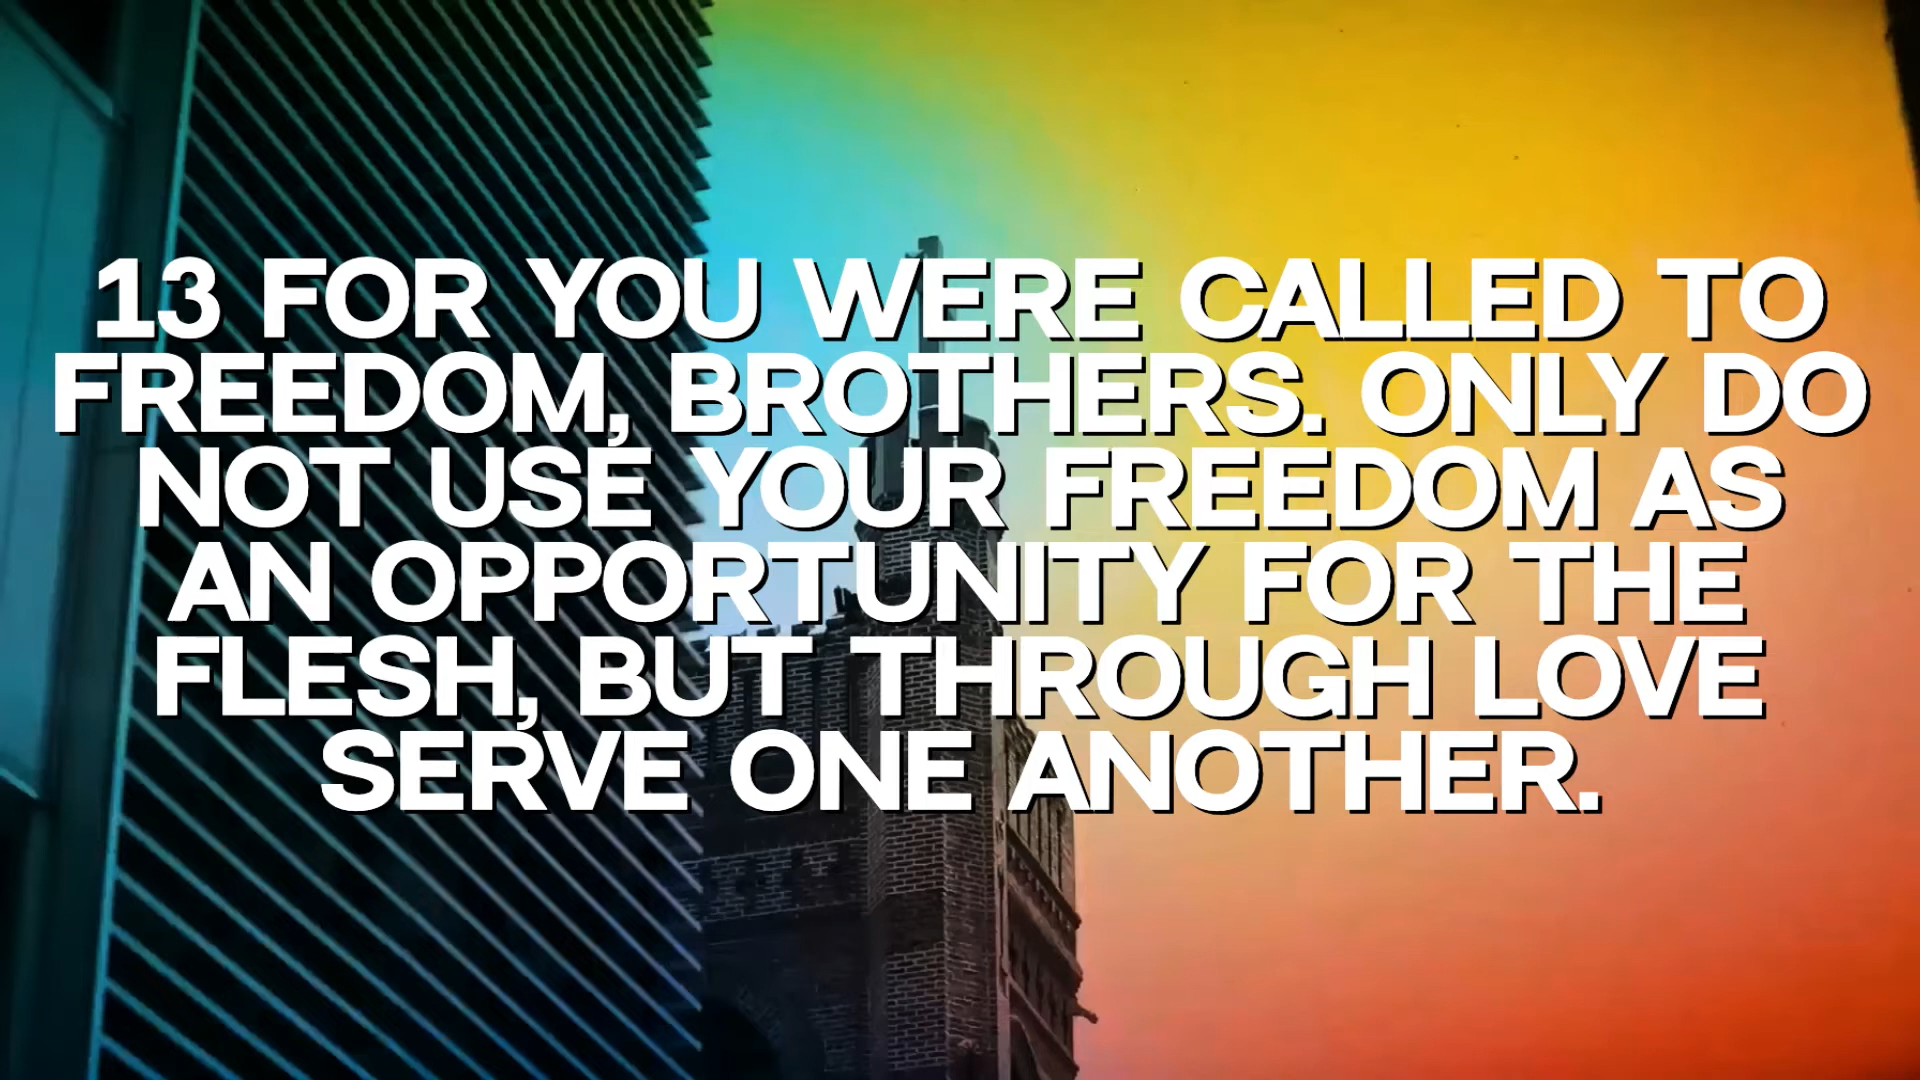 13 FOR YOU WERE CALLED TO
FREEDOM, BROTHERS. ONLY DO
NOT USE YOUR FREEDOM AS
AN OPPORTUNITY FOR THE
FLESH, BUT THROUGH LOVE
SERVE ONE ANOTHER.